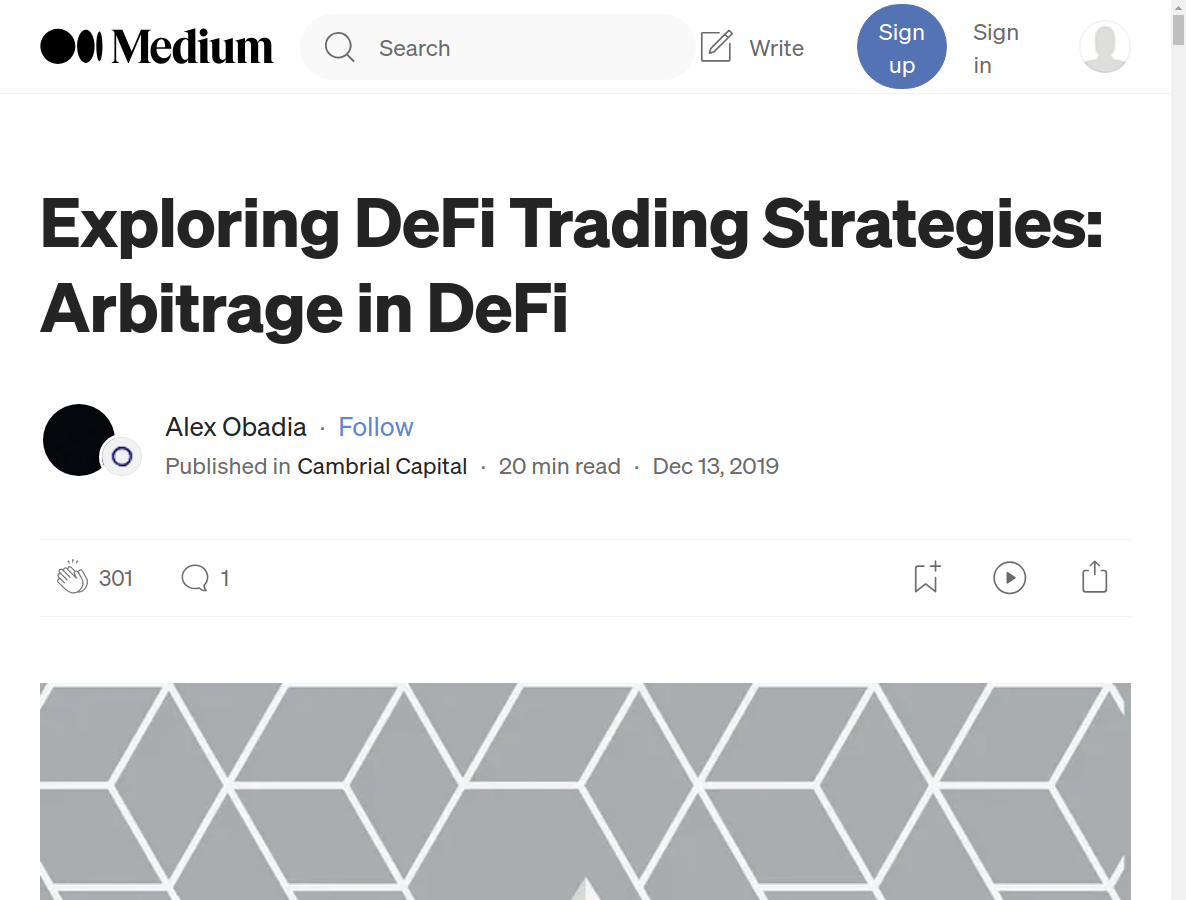 Medium
Search
Write
Sign up
Sign in
Exploring DeFi Trading Strategies:
Arbitrage in DeFi
Alex Obadia · Follow
Published in Cambrial Capital · 20 min read · Dec 13, 2019
301
1